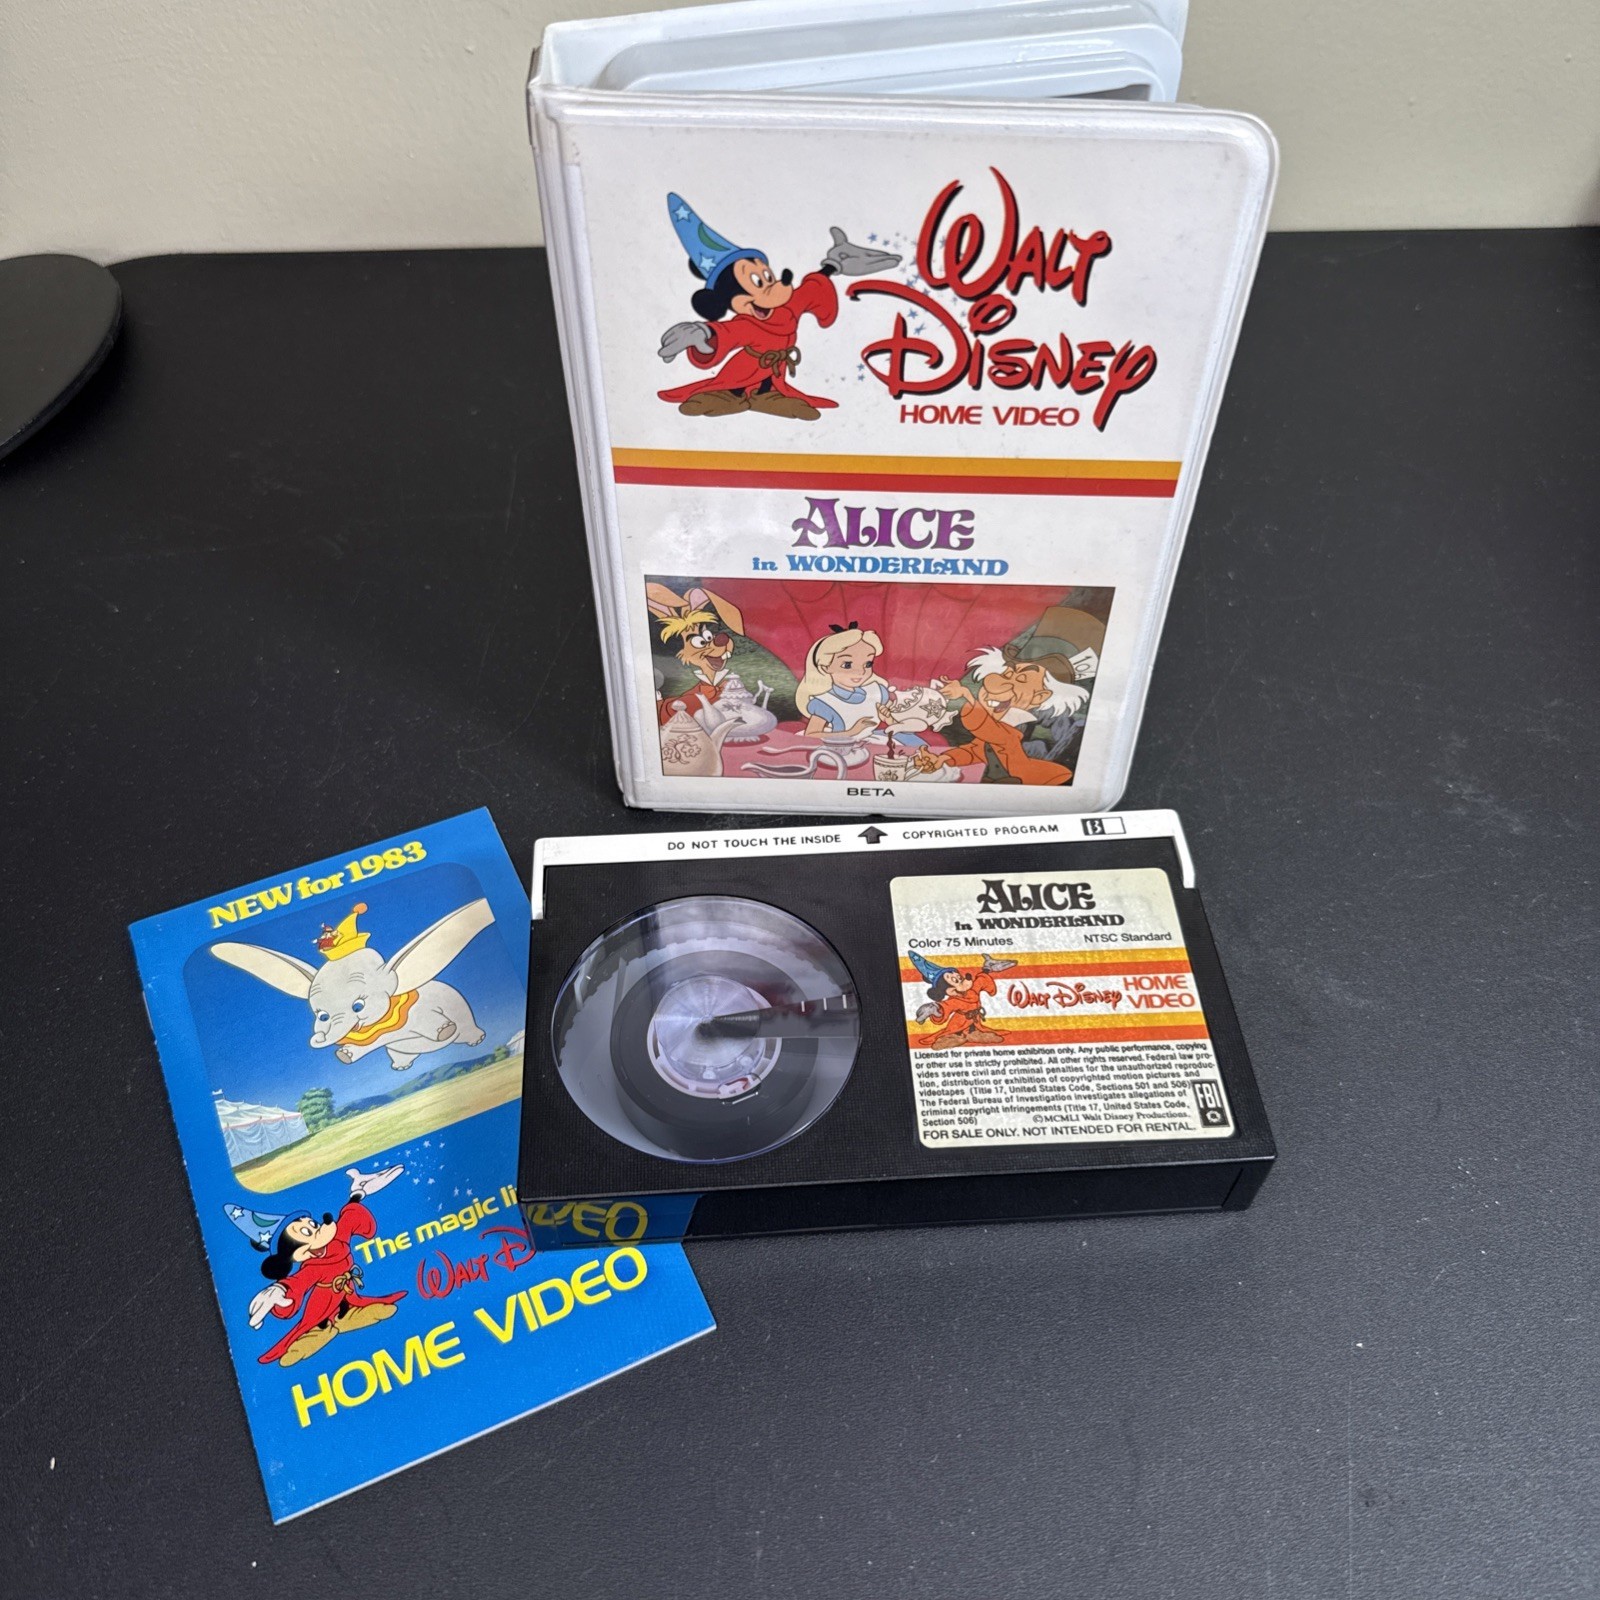 WALT
DISNEY
HOME VIDEO
ALICE
in WONDERLAND
10/6
BETA
DO NOT TOUCH THE INSIDE COPYRIGHTED PROGRAM B
ALICE
in WONDERLAND
Color 75 Minutes NTSC Standard
WALT DISNEY HOME
VIDEO
Licensed for private home exhibition only. Any public performance, copying
or other use is strictly prohibited. All other rights reserved. Federal law pro-
vides severe civil and criminal penalties for the unauthorized reproduc-
tion, distribution or exhibition of copyrighted motion pictures and
videotapes (Title 17, United States Code, Sections 501 and 506)
The Federal Bureau of Investigation investigates allegations of
criminal copyright infringements (Title 17, United States Code,
Section 506) ©MCMLI Walt Disney Productions.
FBI
FOR SALE ONLY. NOT INTENDED FOR RENTAL.
NEW for 1983
The magic li
WALT D
HOME VIDEO